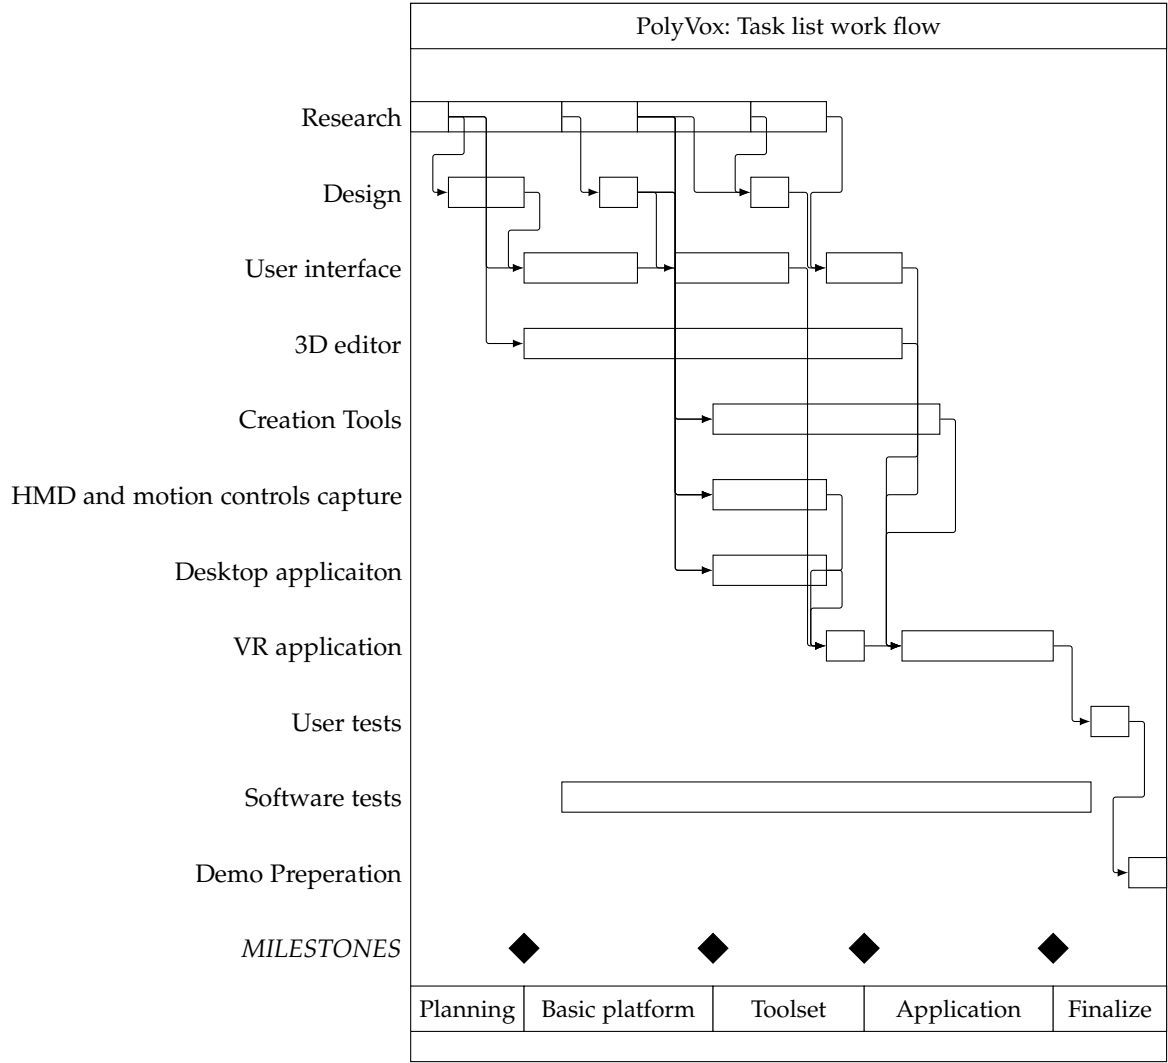 PolyVox: Task list work flow
Research
Design
User interface
3D editor
Creation Tools
HMD and motion controls capture
Desktop applicaiton
VR application
User tests
Software tests
Demo Preperation
MILESTONES
Planning Basic platform Toolset Application Finalize